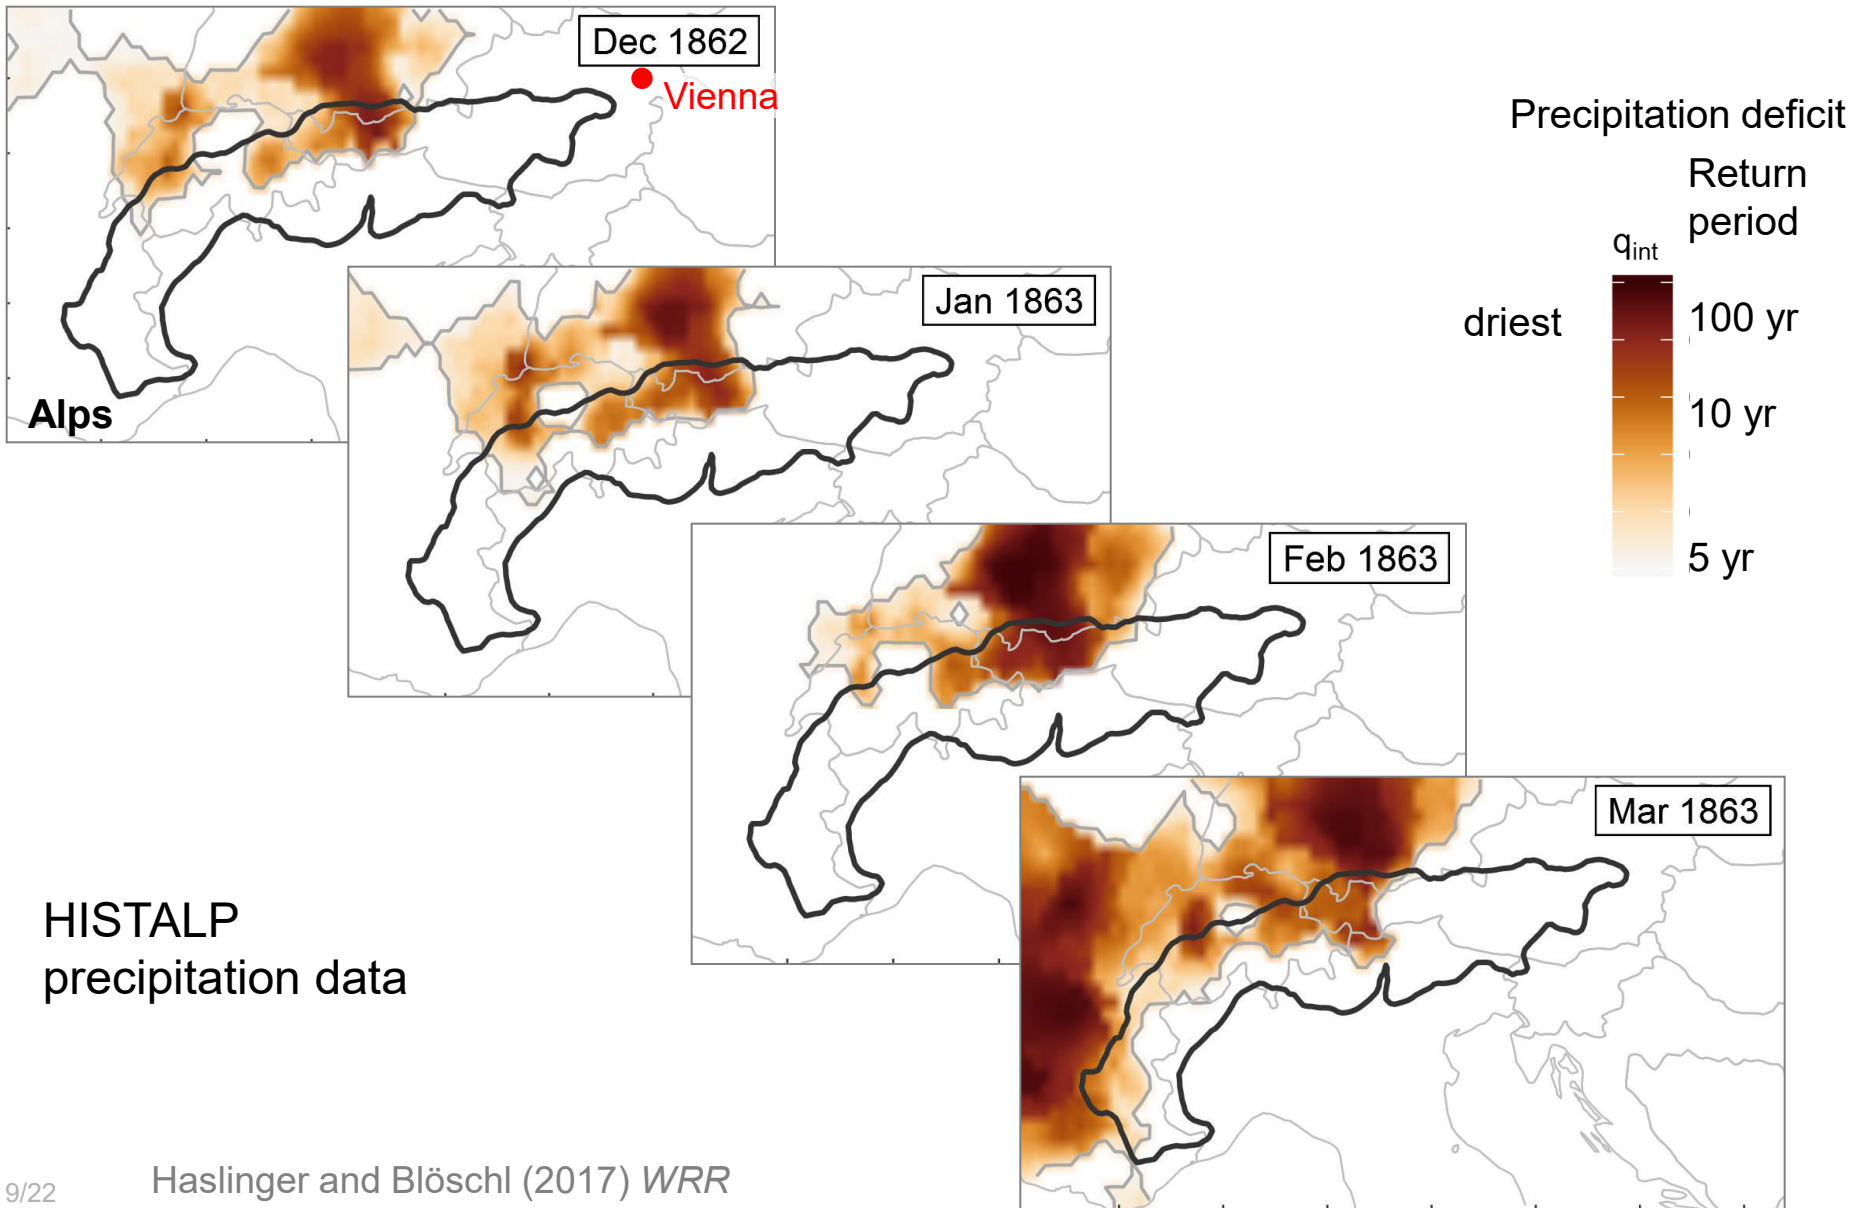 Dec 1862
Vienna
Alps
Jan 1863
Feb 1863
Mar 1863
Precipitation deficit
Return
period
q_int
driest
100 yr
10 yr
5 yr
HISTALP
precipitation data
9/22
Haslinger and Blöschl (2017) WRR